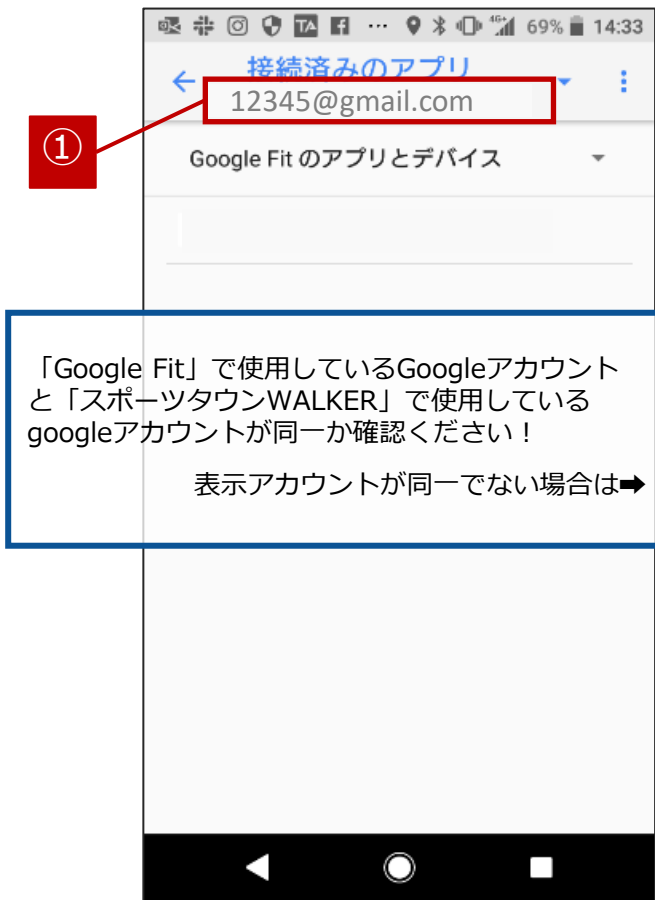 TA f … 4G+ 69% 14:33
接続済みのアプリ
12345@gmail.com
①
Google Fit のアプリとデバイス
「Google Fit」で使用しているGoogleアカウント
と「スポーツタウンWALKER」で使用している
googleアカウントが同一か確認ください！
表示アカウントが同一でない場合は➡